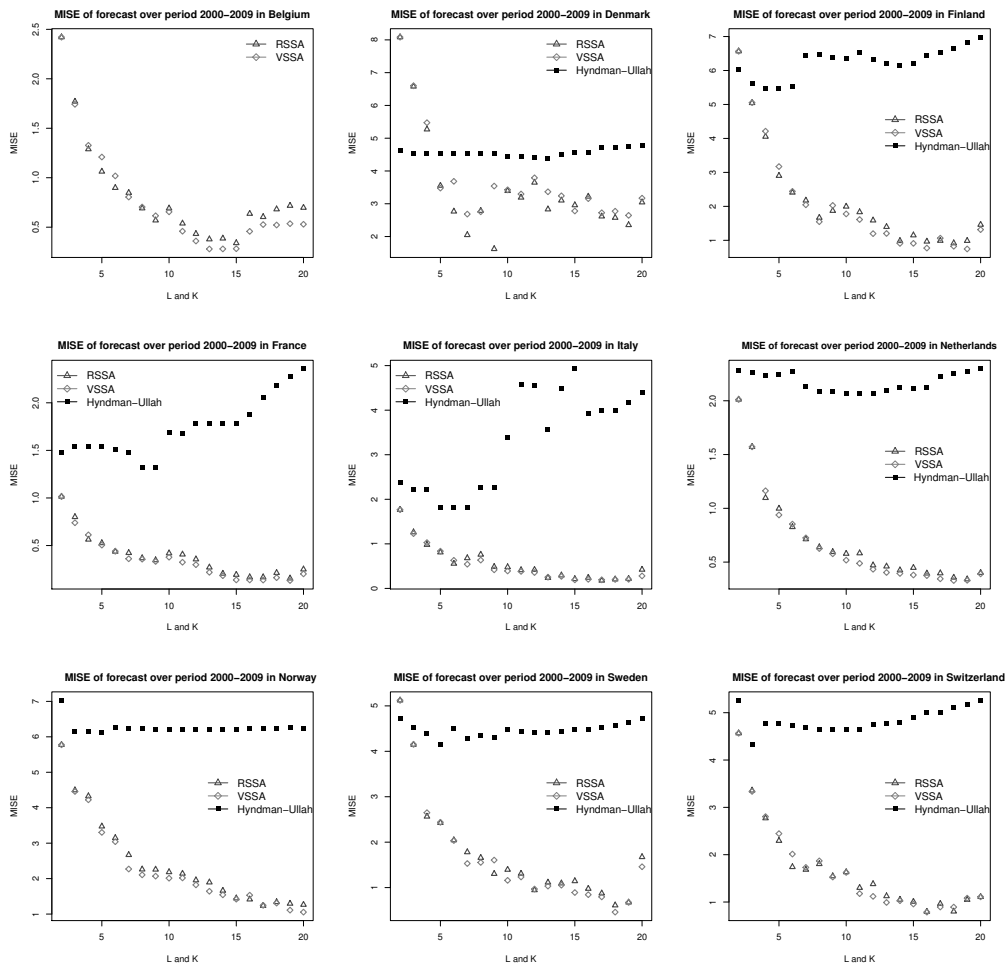 MISE of forecast over period 2000−2009 in Belgium
MISE
2.5
2.0
1.5
1.0
0.5
RSSA
VSSA
5 10 15 20
L and K
MISE of forecast over period 2000−2009 in Denmark
MISE
8
7
6
5
4
3
2
RSSA
VSSA
Hyndman−Ullah
5 10 15 20
L and K
MISE of forecast over period 2000−2009 in Finland
MISE
7
6
5
4
3
2
1
RSSA
VSSA
Hyndman−Ullah
5 10 15 20
L and K
MISE of forecast over period 2000−2009 in France
MISE
2.0
1.5
1.0
0.5
RSSA
VSSA
Hyndman−Ullah
5 10 15 20
L and K
MISE of forecast over period 2000−2009 in Italy
MISE
5
4
3
2
1
0
RSSA
VSSA
Hyndman−Ullah
5 10 15 20
L and K
MISE of forecast over period 2000−2009 in Netherlands
MISE
2.0
1.5
1.0
0.5
RSSA
VSSA
Hyndman−Ullah
5 10 15 20
L and K
MISE of forecast over period 2000−2009 in Norway
MISE
7
6
5
4
3
2
1
RSSA
VSSA
Hyndman−Ullah
5 10 15 20
L and K
MISE of forecast over period 2000−2009 in Sweden
MISE
5
4
3
2
1
RSSA
VSSA
Hyndman−Ullah
5 10 15 20
L and K
MISE of forecast over period 2000−2009 in Switzerland
MISE
5
4
3
2
1
RSSA
VSSA
Hyndman−Ullah
5 10 15 20
L and K